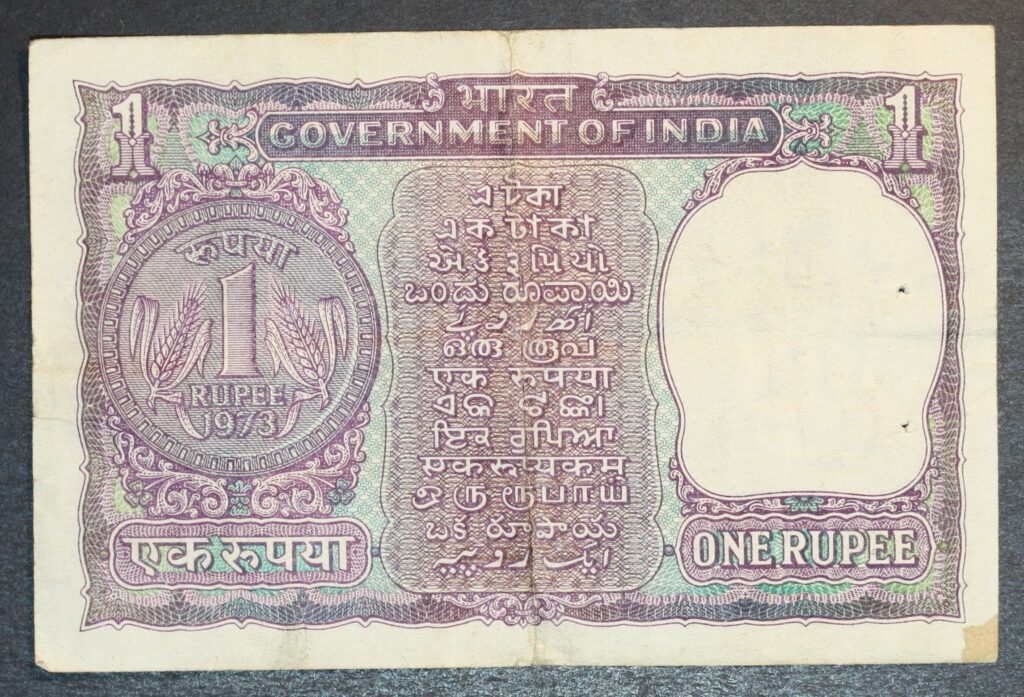 1
भारत
1
GOVERNMENT OF INDIA
रुपया
1
RUPEE
1973
এটকা
এক টাকা
એક રૂપિયો
ಒಂದು ರೂಪಾಯಿ
ഒരു രൂപ
एक रुपया
ଏକ ଟଙ୍କା
ਇਕ ਰੁਪਿਆ
एकरूप्यकम्
ஒரு ரூபாய்
ఒక రూపాయి
ایک روپیہ
एक रुपया
ONE RUPEE